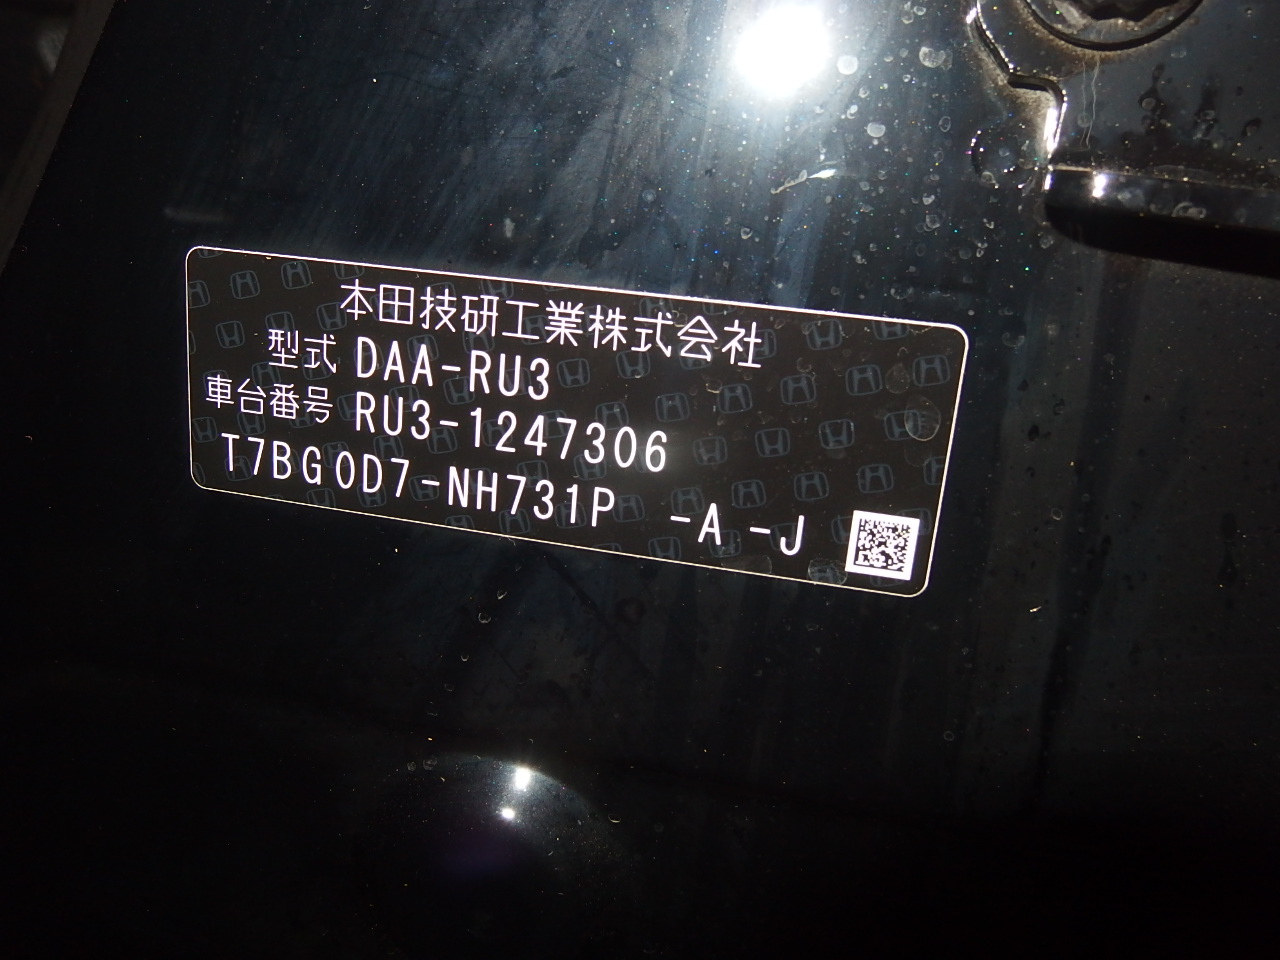 本田技研工業株式会社
型式 DAA-RU3
車台番号 RU3-1247306
T7BG0D7-NH731P -A -J